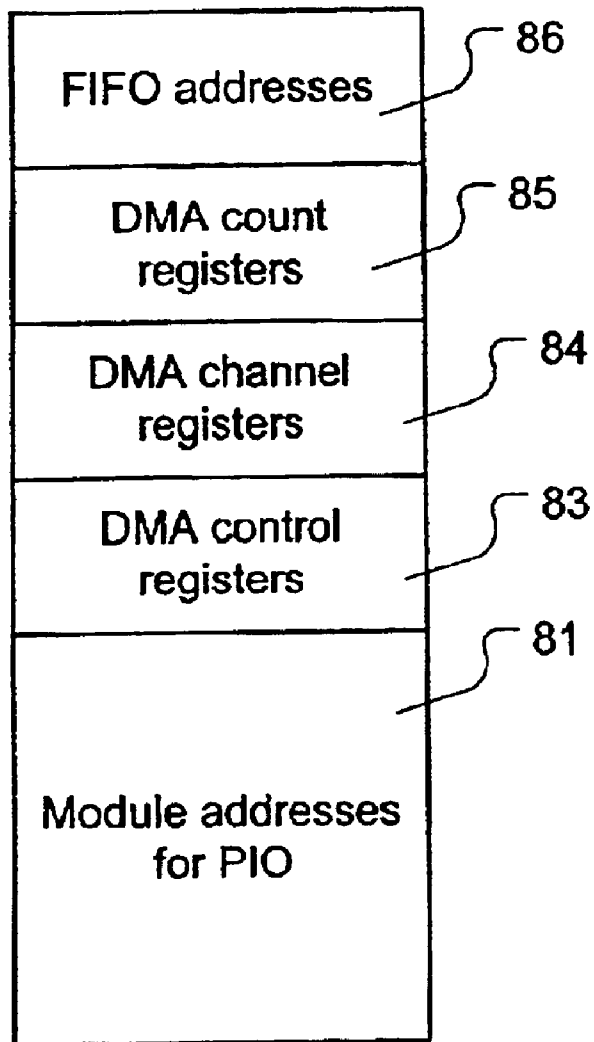 86
FIFO addresses
85
DMA count
registers
84
DMA channel
registers
83
DMA control
registers
81
Module addresses
for PIO